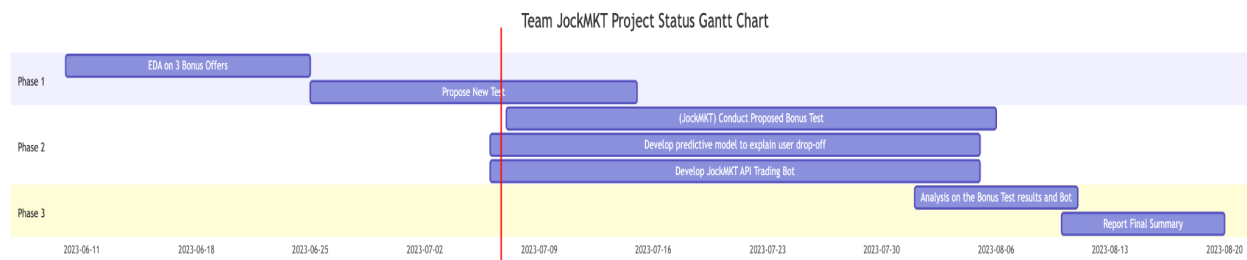 Team JockMKT Project Status Gantt Chart
EDA on 3 Bonus Offers
Phase 1
Propose New Test
(JockMKT) Conduct Proposed Bonus Test
Phase 2
Develop predictive model to explain user drop-off
Develop JockMKT API Trading Bot
Analysis on the Bonus Test results and Bot
Phase 3
Report Final Summary
2023-06-11 2023-06-18 2023-06-25 2023-07-02 2023-07-09 2023-07-16 2023-07-23 2023-07-30 2023-08-06 2023-08-13 2023-08-20